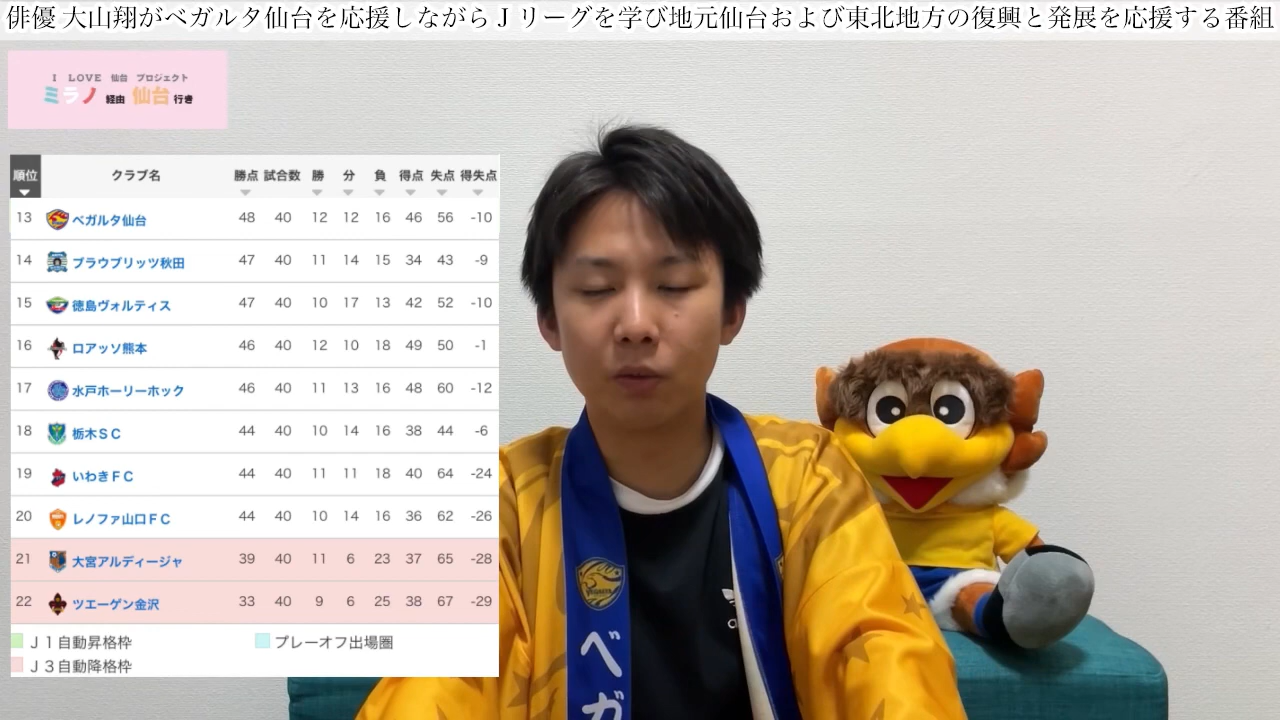 俳優 大山翔がベガルタ仙台を応援しながらＪリーグを学び地元仙台および東北地方の復興と発展を応援する番組
I LOVE 仙台 プロジェクト
ミラノ 経由 仙台 行き
順位 クラブ名 勝点 試合数 勝 分 負 得点 失点 得失点
13 ベガルタ仙台 48 40 12 12 16 46 56 -10
14 ブラウブリッツ秋田 47 40 11 14 15 34 43 -9
15 徳島ヴォルティス 47 40 10 17 13 42 52 -10
16 ロアッソ熊本 46 40 12 10 18 49 50 -1
17 水戸ホーリーホック 46 40 11 13 16 48 60 -12
18 栃木ＳＣ 44 40 10 14 16 38 44 -6
19 いわきＦＣ 44 40 11 11 18 40 64 -24
20 レノファ山口ＦＣ 44 40 10 14 16 36 62 -26
21 大宮アルディージャ 39 40 11 6 23 37 65 -28
22 ツエーゲン金沢 33 40 9 6 25 38 67 -29
Ｊ１自動昇格枠 プレーオフ出場圏
Ｊ３自動降格枠
VEGALTA
ベガ